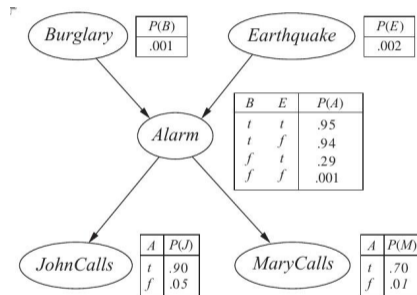 Burglary
P(B)
.001
Earthquake
P(E)
.002
Alarm
B E P(A)
t t .95
t f .94
f t .29
f f .001
JohnCalls
A P(J)
t .90
f .05
MaryCalls
A P(M)
t .70
f .01